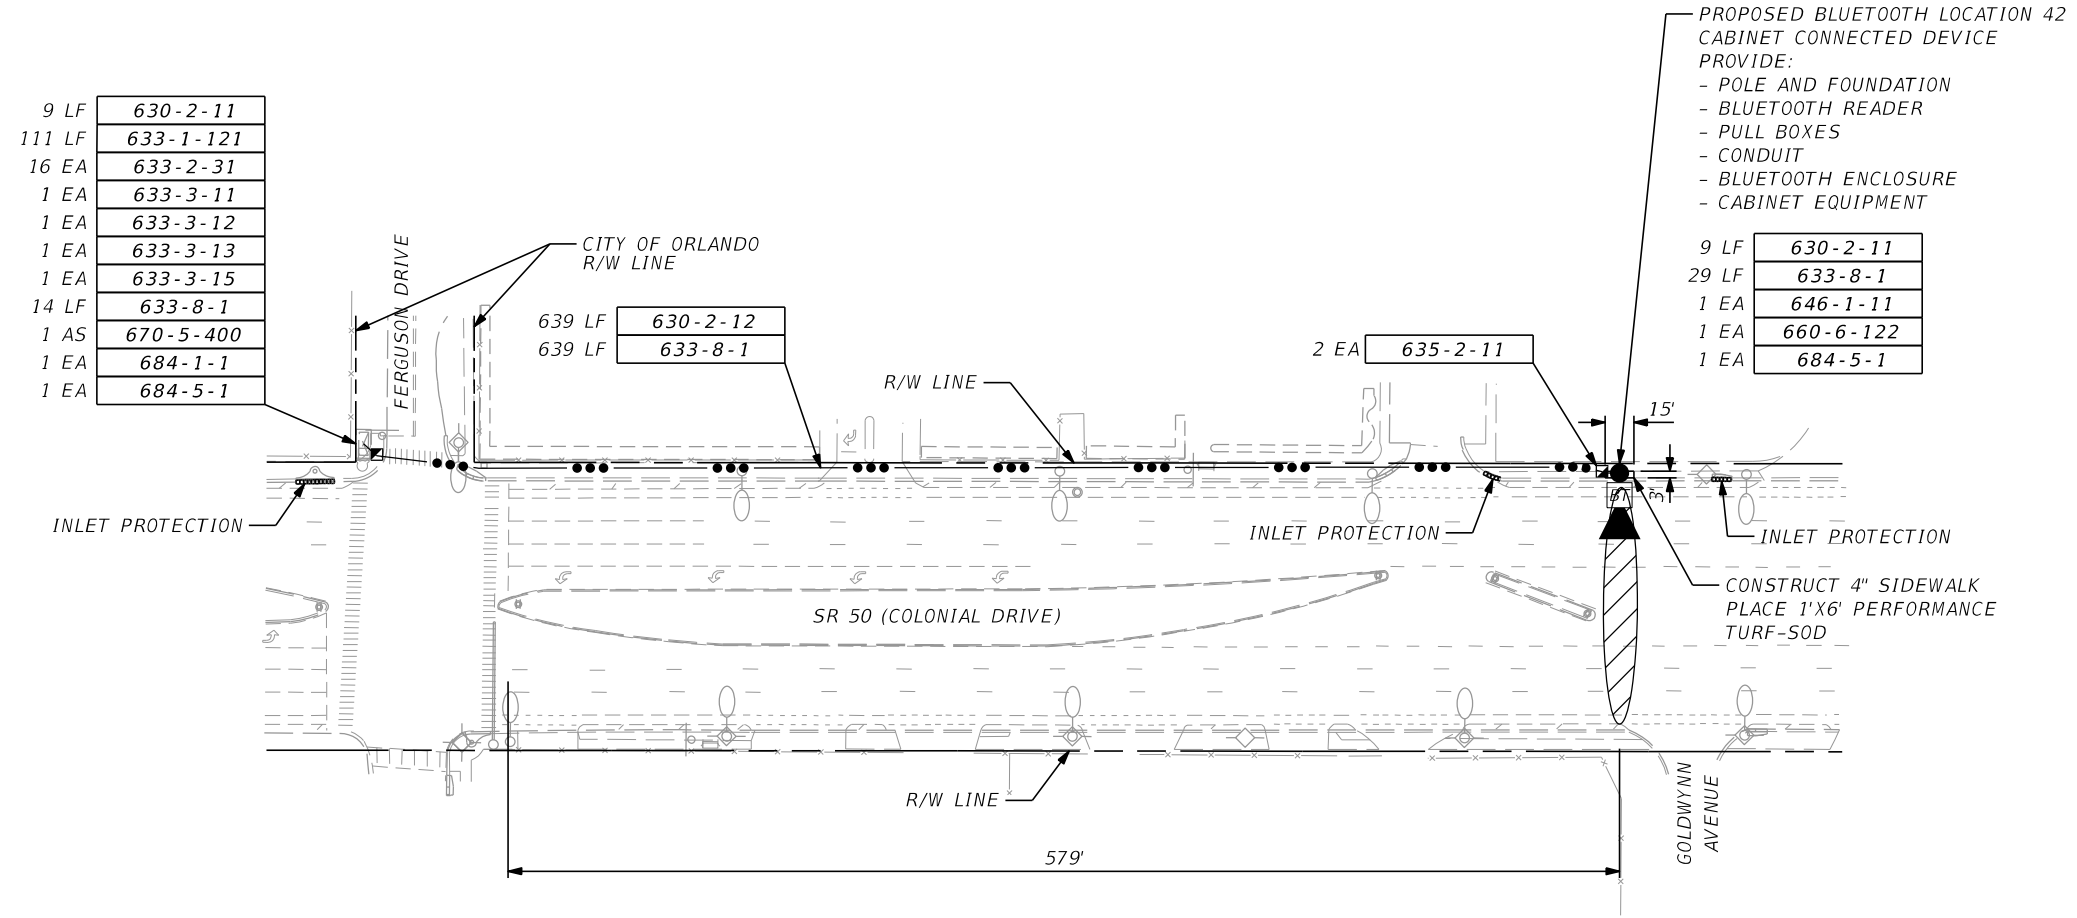 PROPOSED BLUETOOTH LOCATION 42
CABINET CONNECTED DEVICE
PROVIDE:
- POLE AND FOUNDATION
- BLUETOOTH READER
- PULL BOXES
- CONDUIT
- BLUETOOTH ENCLOSURE
- CABINET EQUIPMENT
9 LF 630-2-11
111 LF 633-1-121
16 EA 633-2-31
1 EA 633-3-11
1 EA 633-3-12
1 EA 633-3-13
1 EA 633-3-15
14 LF 633-8-1
1 AS 670-5-400
1 EA 684-1-1
1 EA 684-5-1
9 LF 630-2-11
29 LF 633-8-1
1 EA 646-1-11
1 EA 660-6-122
1 EA 684-5-1
FERGUSON DRIVE
CITY OF ORLANDO
R/W LINE
639 LF 630-2-12
639 LF 633-8-1
2 EA 635-2-11
R/W LINE
15'
5'
BT
INLET PROTECTION
INLET PROTECTION
INLET PROTECTION
CONSTRUCT 4" SIDEWALK
PLACE 1'X6' PERFORMANCE
TURF-SOD
SR 50 (COLONIAL DRIVE)
R/W LINE
GOLDWYNN
AVENUE
579'